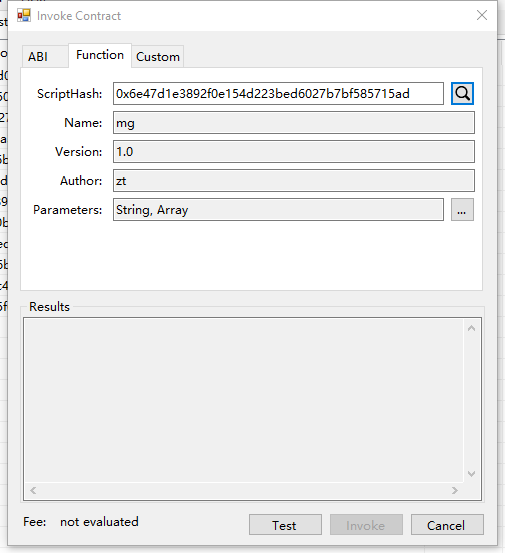 Invoke Contract
ABI
Function
Custom
ScriptHash: 0x6e47d1e3892f0e154d223bed6027b7bf585715ad
Name: mg
Version: 1.0
Author: zt
Parameters: String, Array ...
Results
Fee: not evaluated
Test
Invoke
Cancel